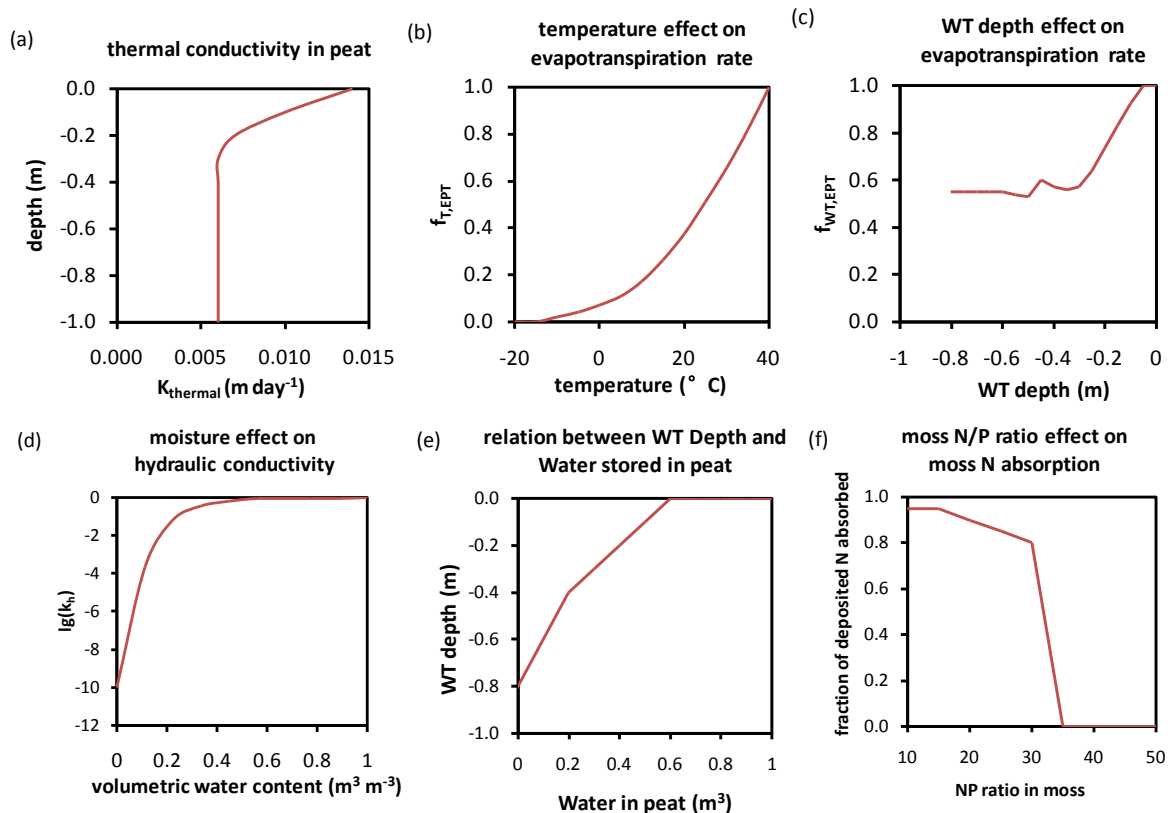 (a)
thermal conductivity in peat
0.0
-0.2
-0.4
-0.6
-0.8
-1.0
depth (m)
0.000
0.005
0.010
0.015
K_thermal (m day⁻¹)
(b)
temperature effect on
evapotranspiration rate
1.0
0.8
0.6
0.4
0.2
0.0
f_T,EPT
-20
0
20
40
temperature (° C)
(c)
WT depth effect on
evapotranspiration rate
1.0
0.8
0.6
0.4
0.2
0.0
f_WT,EPT
-1
-0.8
-0.6
-0.4
-0.2
0
WT depth (m)
(d)
moisture effect on
hydraulic conductivity
0
-2
-4
-6
-8
-10
-12
lg(k_h)
0
0.2
0.4
0.6
0.8
1
volumetric water content (m³ m⁻³)
(e)
relation between WT Depth and
Water stored in peat
0.0
-0.2
-0.4
-0.6
-0.8
-1.0
WT depth (m)
0
0.2
0.4
0.6
0.8
1
Water in peat (m³)
(f)
moss N/P ratio effect on
moss N absorption
1.0
0.8
0.6
0.4
0.2
0.0
fraction of deposited N absorbed
10
20
30
40
50
NP ratio in moss